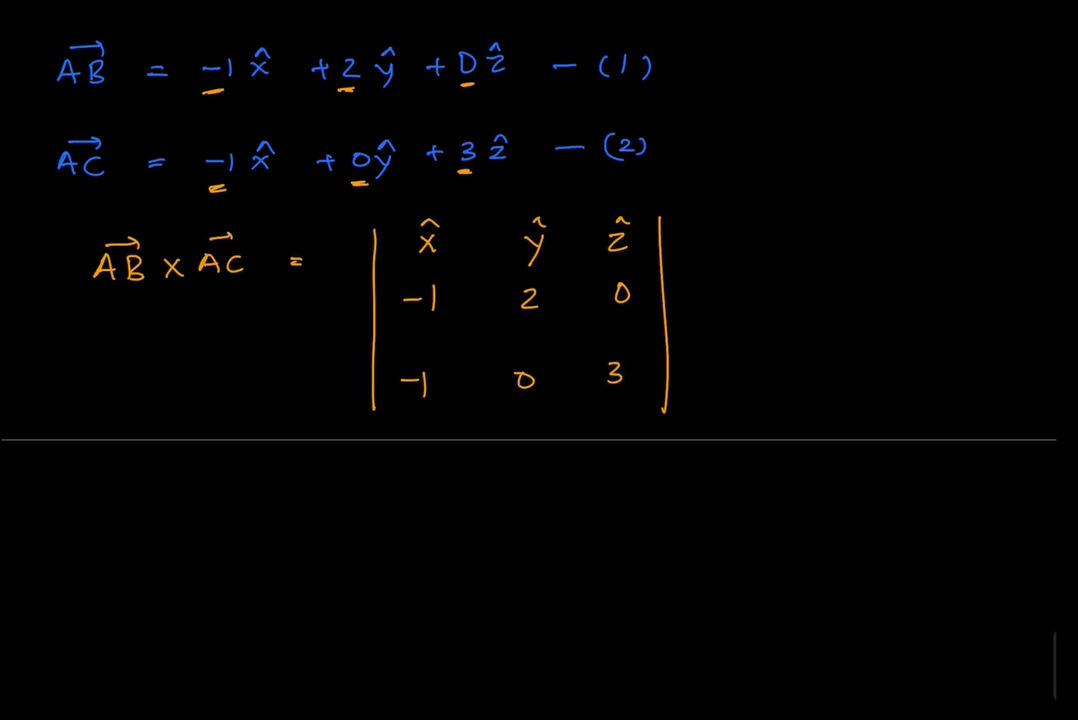 AB⃗ = -1 x̂ + 2 ŷ + 0 ẑ - (1)
AC⃗ = -1 x̂ + 0 ŷ + 3 ẑ - (2)
AB⃗ x AC⃗ = | x̂ ŷ ẑ |
-1 2 0
-1 0 3